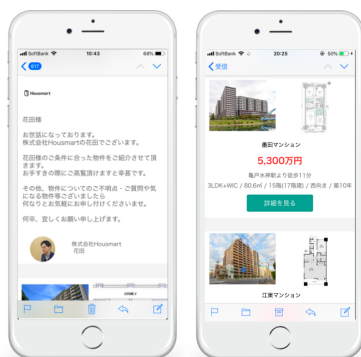 SoftBank 10:43 68%
617
Housmart
花田様
お世話になっております。
株式会社Housmartの花田でございます。
花田様のご条件に合った物件をご紹介させて頂
きます。
お手すきの際にご高覧頂けますと幸甚です。
その他、物件についてのご不明点・ご質問や気
になる物件等ございましたら
何なりとお気軽にお申し付けくださいませ。
何卒、宜しくお願い申し上げます。
株式会社Housmart
花田
SoftBank 20:25 50%
受信
墨田マンション
5,300万円
亀戸水神駅より徒歩11分
3LDK+WIC / 80.6㎡ / 15階(17階建) / 西向き / 築10年
詳細を見る
江東マンション